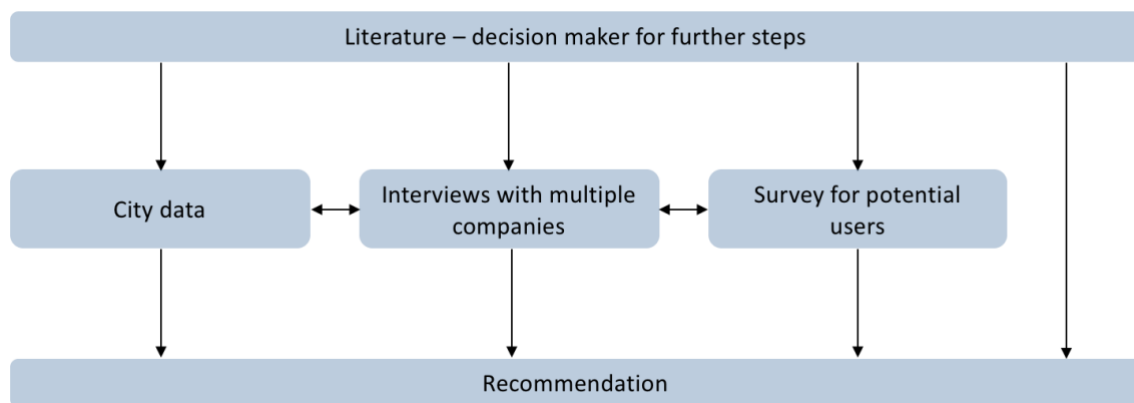 Literature – decision maker for further steps
City data
Interviews with multiple
companies
Survey for potential
users
Recommendation